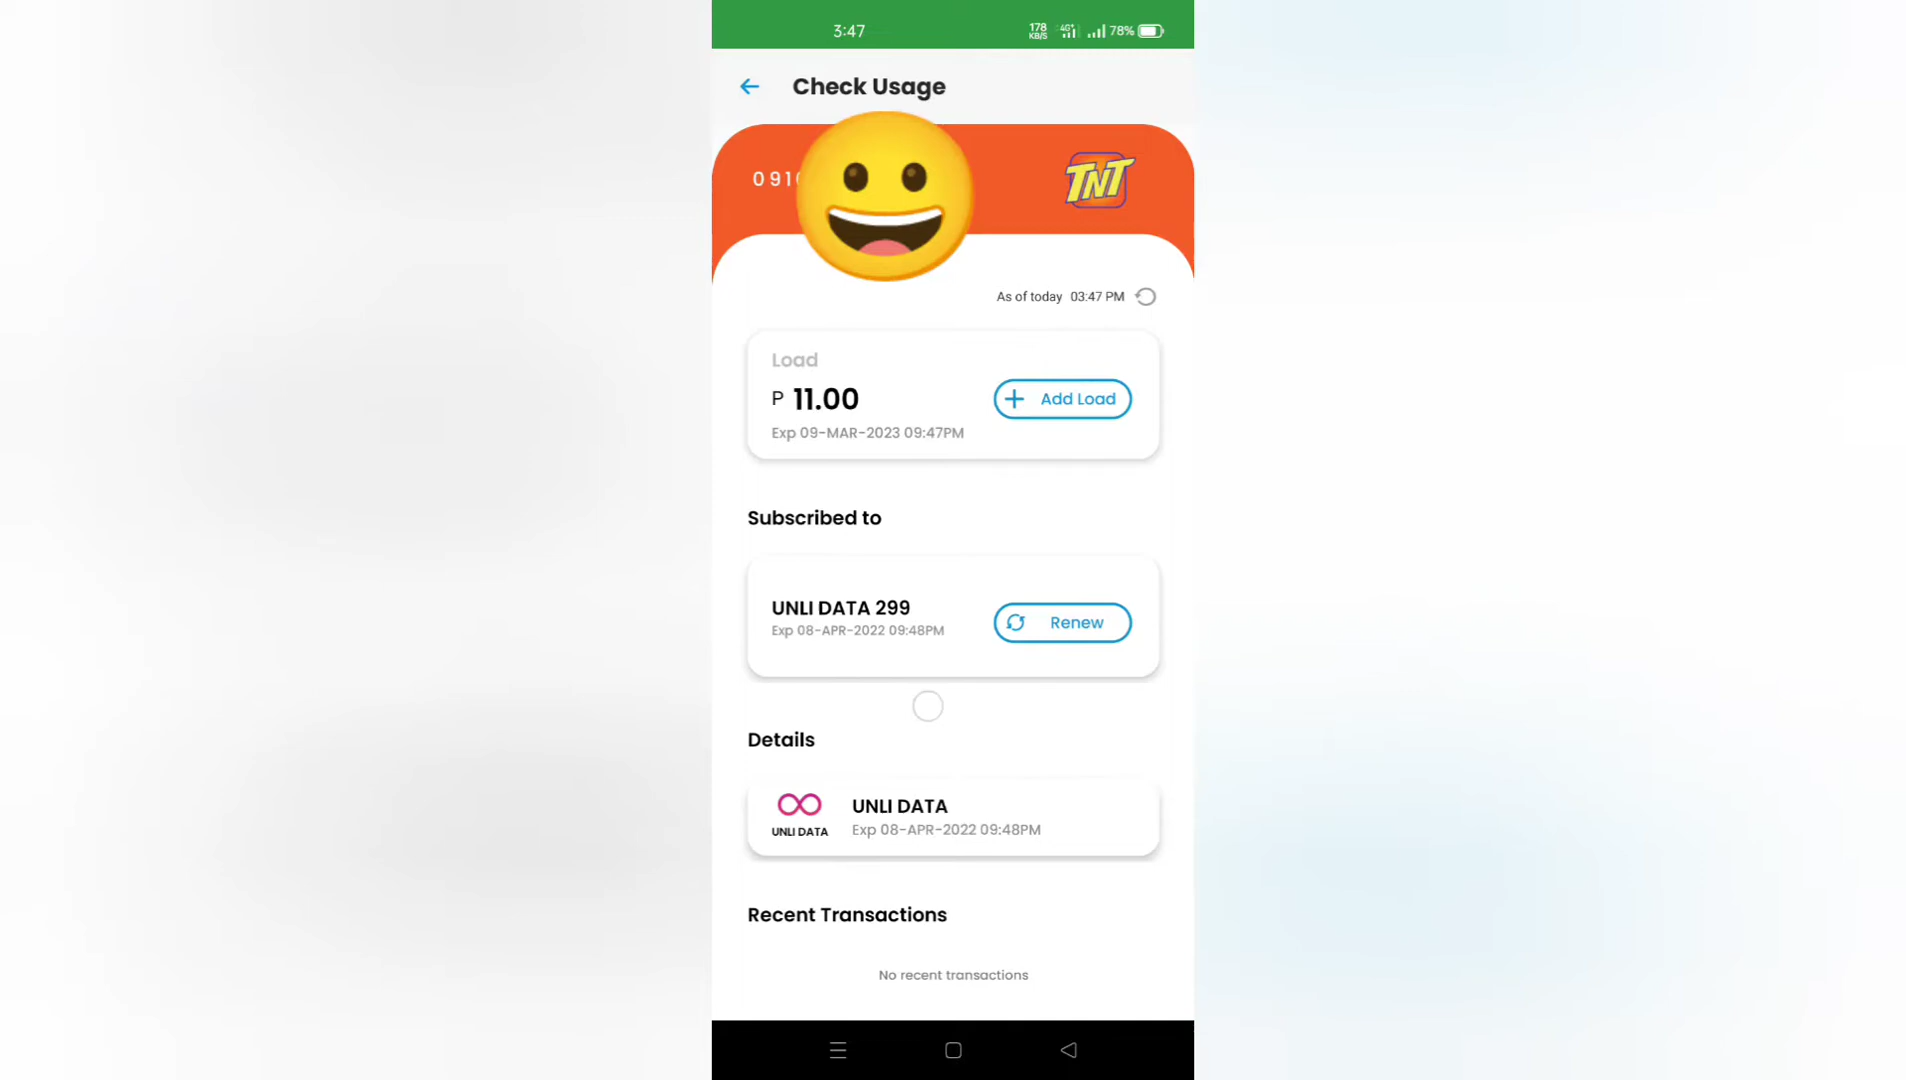 3:47
178
KB/S
4G+
78%
Check Usage
091
TNT
As of today 03:47 PM
Load
P 11.00
Add Load
Exp 09-MAR-2023 09:47PM
Subscribed to
UNLI DATA 299
Exp 08-APR-2022 09:48PM
Renew
Details
UNLI DATA
UNLI DATA
Exp 08-APR-2022 09:48PM
Recent Transactions
No recent transactions